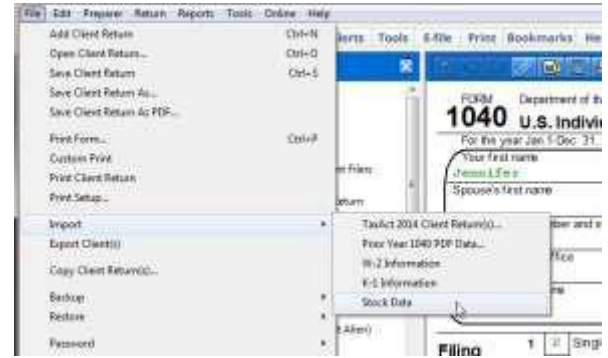 File Edit Preparer Return Reports Tools Online Help
Add Client Return Ctrl+N
Open Client Return... Ctrl+O
Save Client Return Ctrl+S
Save Client Return As...
Save Client Return As PDF...
Print Form... Ctrl+P
Custom Print
Print Client Return
Print Setup...
Import
Export Client(s)
Copy Client Return(s)...
Backup
Restore
Password
TaxAct 2014 Client Return(s)...
Prior Year 1040 PDF Data...
W-2 Information
K-1 Information
Stock Data
Tools E-file Print Bookmarks
FORM Department of
1040 U.S.
For the year Jan 1-Dec. 31,
Your first name
Jennifer
Spouse's first name
Filing 1